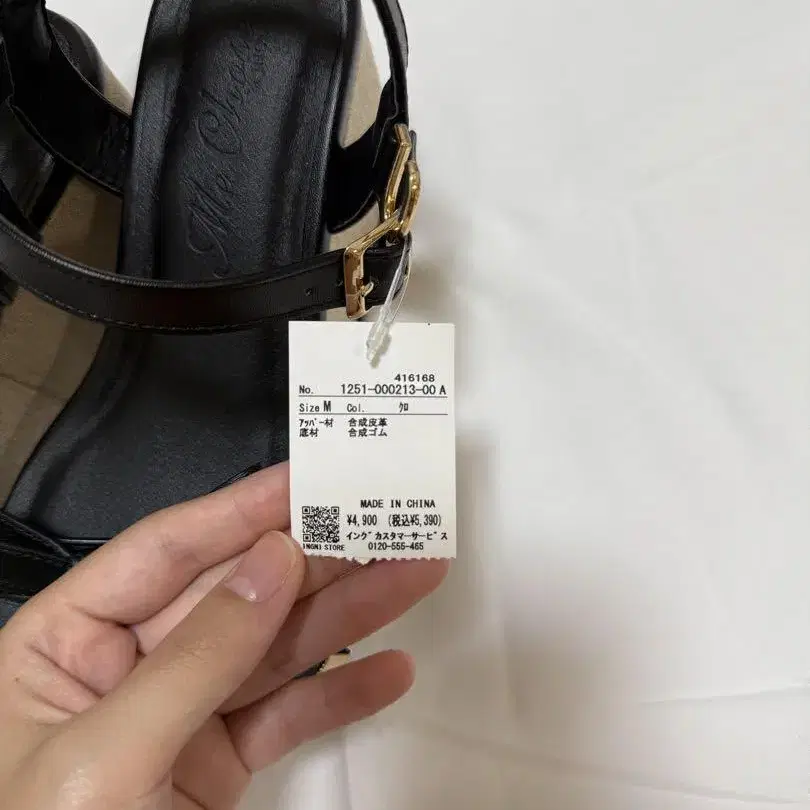 Me Closet
416168
No. 1251-000213-00 A
Size M Col. ｸﾛ
ｱｯﾊﾟｰ材 合成皮革
底材 合成ゴム
MADE IN CHINA
¥4,900 (税込¥5,390)
イングカスタマーサービス
INGNI STORE 0120-555-465